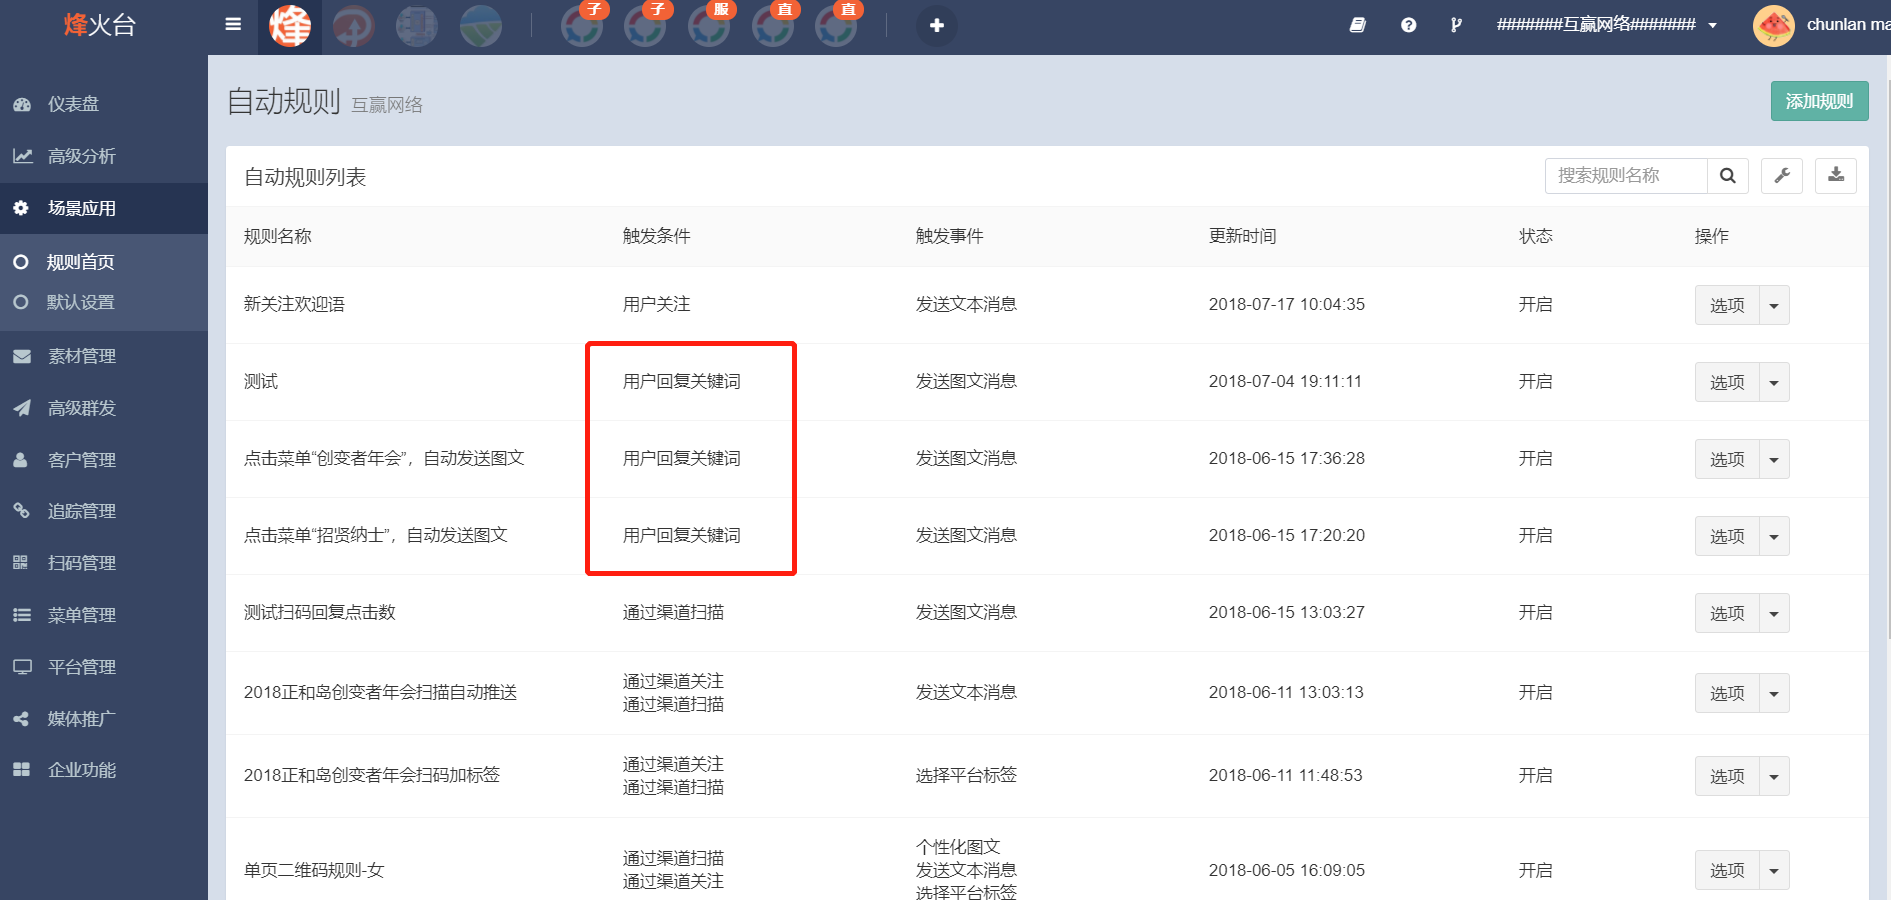 烽火台
烽
子
子
服
直
直
#######互赢网络#######
chunlan ma
仪表盘
高级分析
场景应用
规则首页
默认设置
素材管理
高级群发
客户管理
追踪管理
扫码管理
菜单管理
平台管理
媒体推广
企业功能
自动规则 互赢网络
添加规则
自动规则列表
搜索规则名称
规则名称 触发条件 触发事件 更新时间 状态 操作
新关注欢迎语 用户关注 发送文本消息 2018-07-17 10:04:35 开启 选项
测试 用户回复关键词 发送图文消息 2018-07-04 19:11:11 开启 选项
点击菜单“创变者年会”，自动发送图文 用户回复关键词 发送图文消息 2018-06-15 17:36:28 开启 选项
点击菜单“招贤纳士”，自动发送图文 用户回复关键词 发送图文消息 2018-06-15 17:20:20 开启 选项
测试扫码回复点击数 通过渠道扫描 发送图文消息 2018-06-15 13:03:27 开启 选项
2018正和岛创变者年会扫描自动推送 通过渠道关注 发送文本消息 2018-06-11 13:03:13 开启 选项
通过渠道扫描
2018正和岛创变者年会扫码加标签 通过渠道关注 选择平台标签 2018-06-11 11:48:53 开启 选项
通过渠道扫描
单页二维码规则-女 通过渠道扫描 个性化图文 2018-06-05 16:09:05 开启 选项
通过渠道关注 发送文本消息
选择平台标签